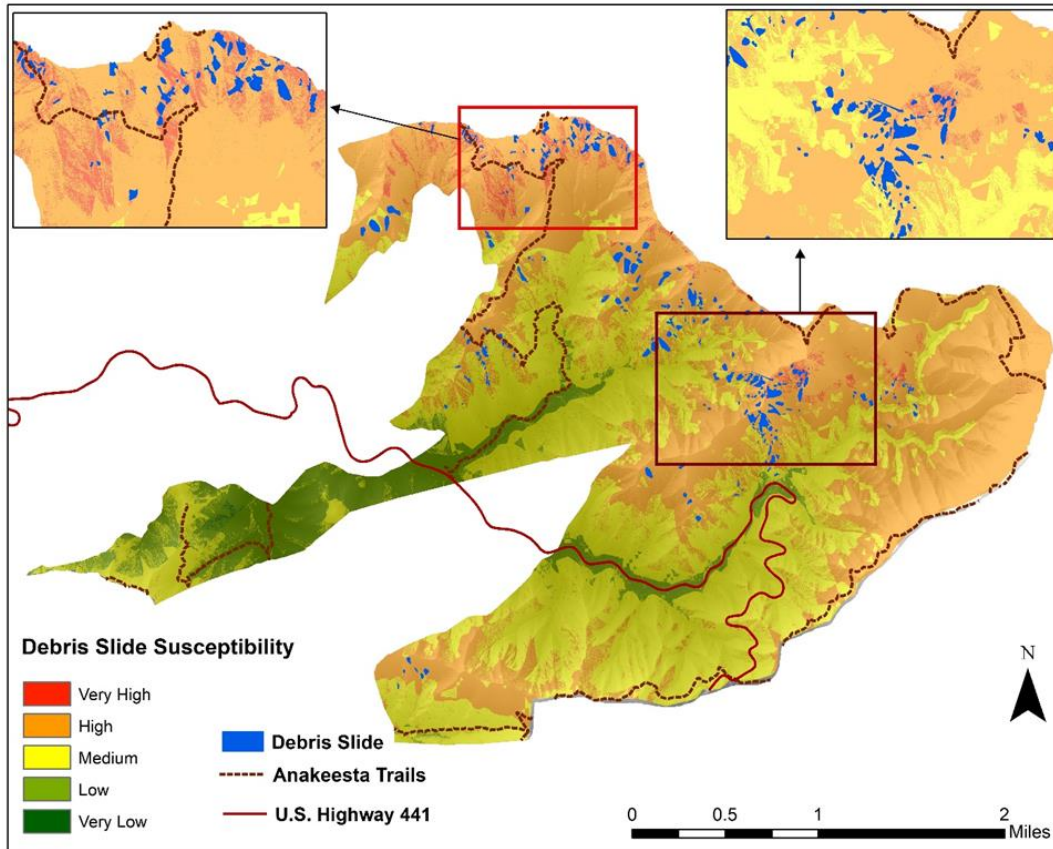 Debris Slide Susceptibility
Very High
High
Medium
Low
Very Low
Debris Slide
Anakeesta Trails
U.S. Highway 441
N
0 0.5 1 2
Miles